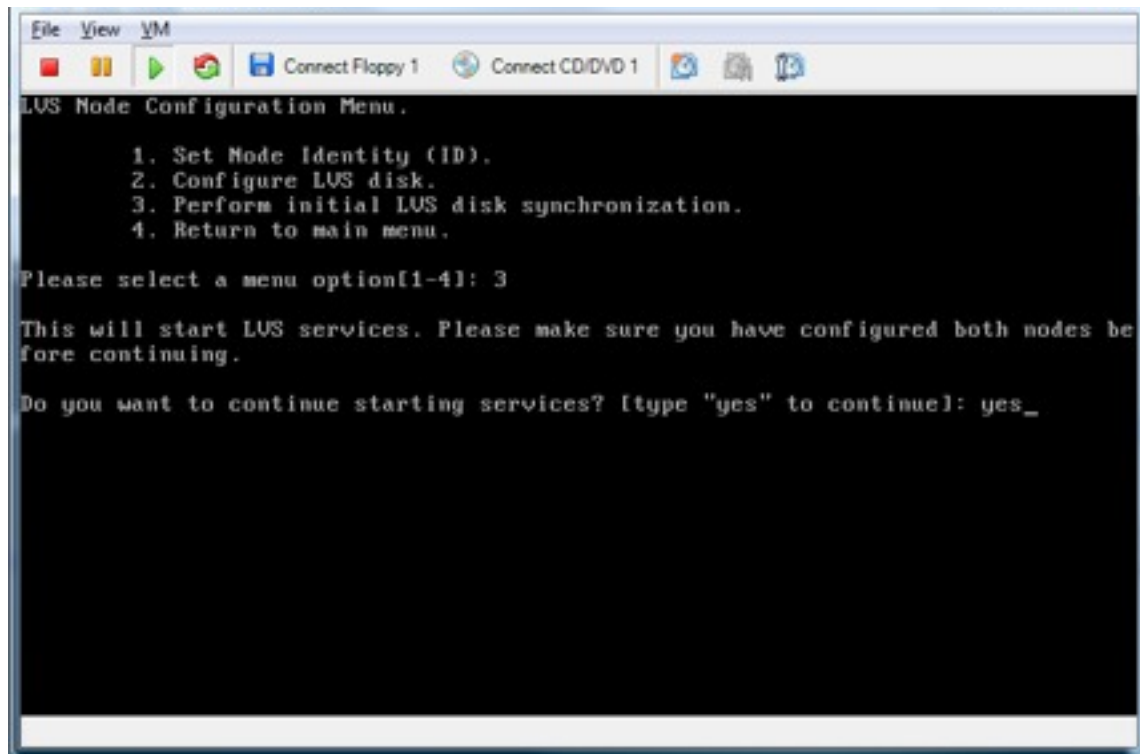 File View VM
Connect Floppy 1 Connect CD/DVD 1
LVS Node Configuration Menu.
1. Set Node Identity (ID).
2. Configure LVS disk.
3. Perform initial LVS disk synchronization.
4. Return to main menu.
Please select a menu option[1-4]: 3
This will start LVS services. Please make sure you have configured both nodes be
fore continuing.
Do you want to continue starting services? [type "yes" to continue]: yes_